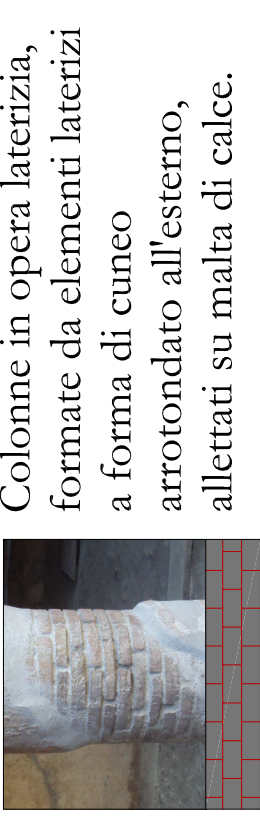 Colonne in opera laterizia,
formate da elementi laterizi
a forma di cuneo
arrotondato all'esterno,
allettati su malta di calce.